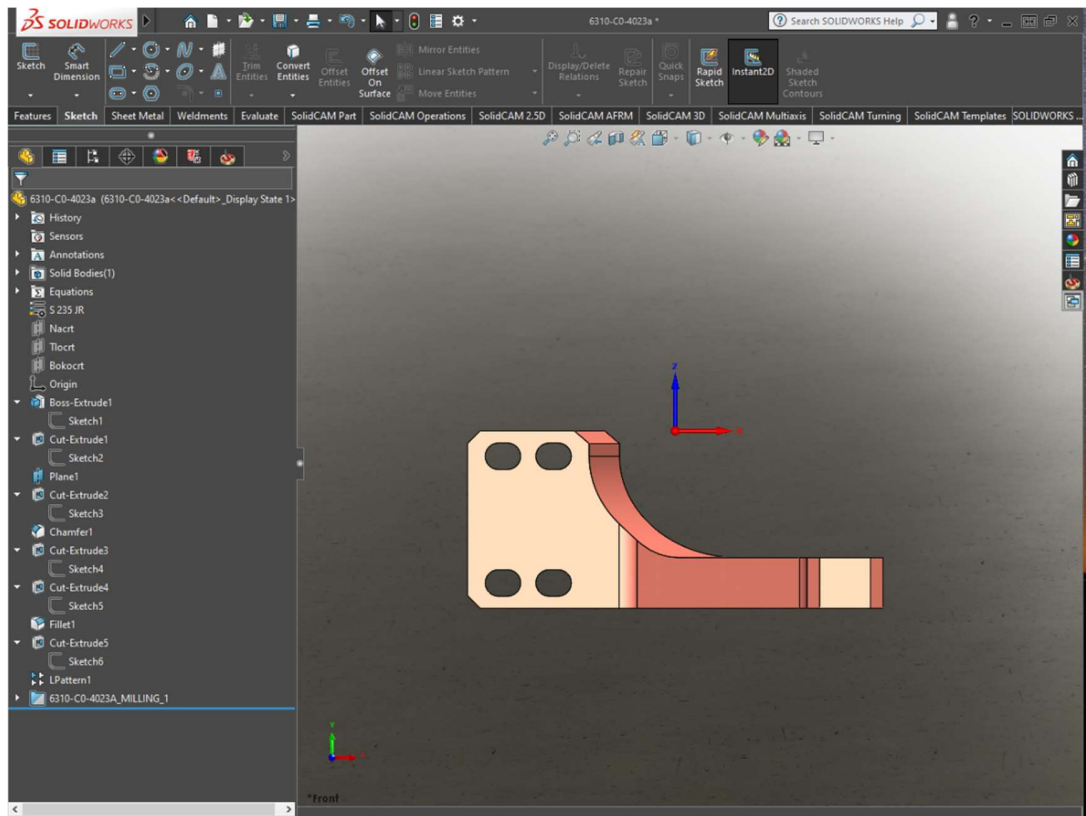 SOLIDWORKS
6310-C0-4023a *
Search SOLIDWORKS Help
Sketch
Smart Dimension
Trim Entities
Convert Entities
Offset Entities
Offset On Surface
Mirror Entities
Linear Sketch Pattern
Move Entities
Display/Delete Relations
Repair Sketch
Quick Snaps
Rapid Sketch
Instant2D
Shaded Sketch Contours
Features Sketch Sheet Metal Weldments Evaluate SolidCAM Part SolidCAM Operations SolidCAM 2.5D SolidCAM AFRM SolidCAM 3D SolidCAM Multiaxis SolidCAM Turning SolidCAM Templates SOLIDWORKS ...
6310-C0-4023a (6310-C0-4023a<<Default>_Display State 1>
History
Sensors
Annotations
Solid Bodies(1)
Equations
S 235 JR
Nacrt
Tlocrt
Bokocrt
Origin
Boss-Extrude1
Sketch1
Cut-Extrude1
Sketch2
Plane1
Cut-Extrude2
Sketch3
Chamfer1
Cut-Extrude3
Sketch4
Cut-Extrude4
Sketch5
Fillet1
Cut-Extrude5
Sketch6
LPattern1
6310-C0-4023A_MILLING_1
Z
X
Y
*Front